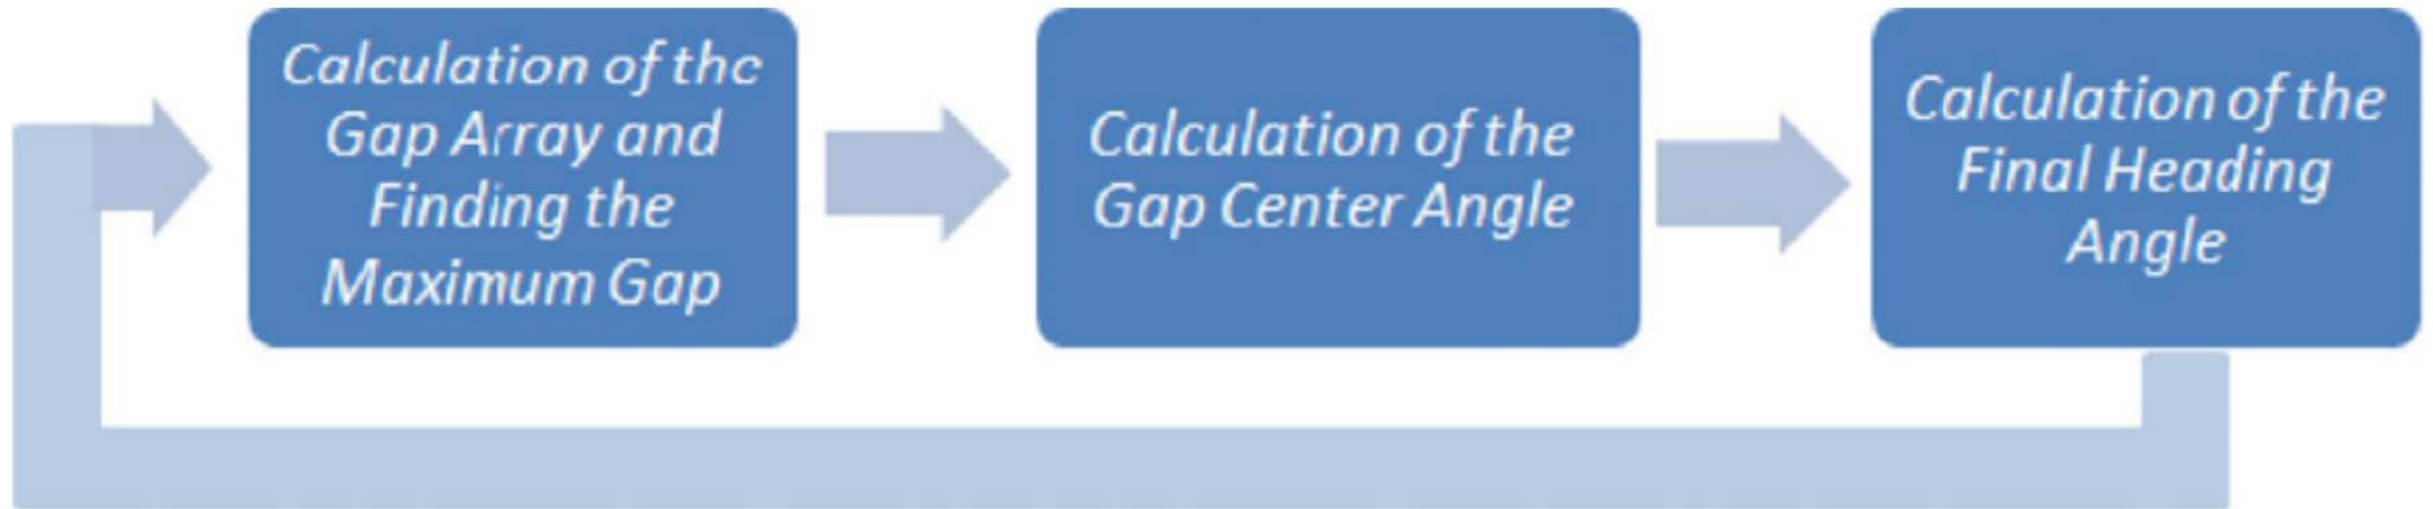 Calculation of the
Gap Array and
Finding the
Maximum Gap
Calculation of the
Gap Center Angle
Calculation of the
Final Heading
Angle